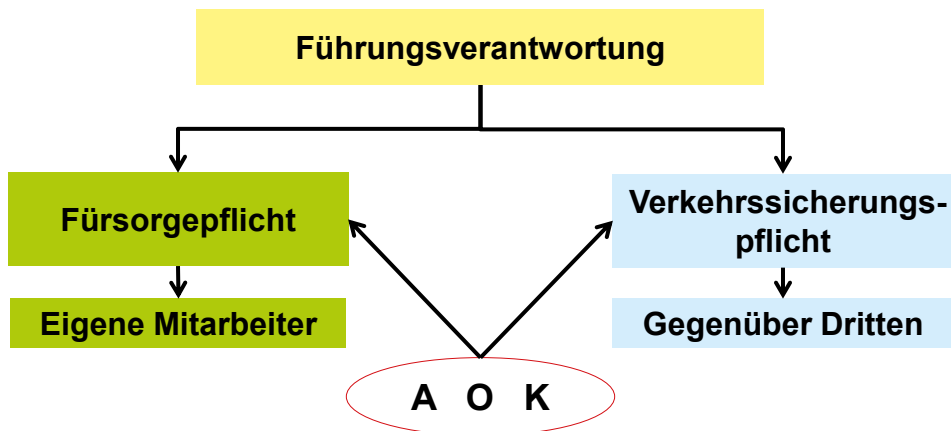 Führungsverantwortung
Fürsorgepflicht
Verkehrssicherungs-
pflicht
Eigene Mitarbeiter
Gegenüber Dritten
A O K